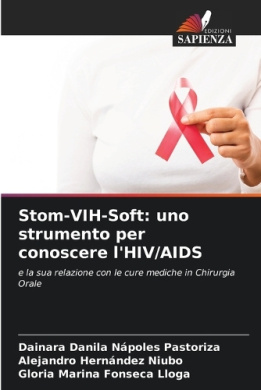 EDIZIONI
SAPIENZA
Stom-VIH-Soft: uno
strumento per
conoscere l'HIV/AIDS
e la sua relazione con le cure mediche in Chirurgia
Orale
Dainara Danila Nápoles Pastoriza
Alejandro Hernández Niubo
Gloria Marina Fonseca Lloga